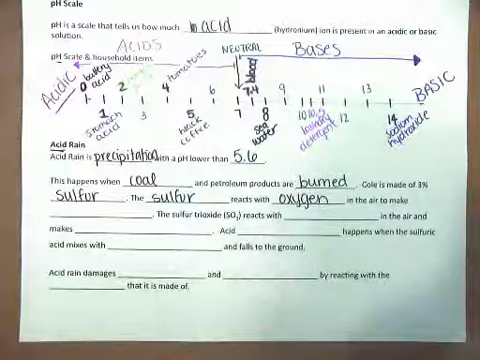 pH Scale
pH is a scale that tells us how much acid (hydronium) ion is present in an acidic or basic
solution.
ACIDS NEUTRAL Bases
pH Scale & household items
ACIDIC battery acid tomatoes blood BASIC
0 2 4 6 7.4 9 11 13
1 3 5 7 8 10 10.5 12 14
stomach acid black coffee sea water laundry detergent sodium hydroxide
Acid Rain
Acid Rain is precipitation with a pH lower than 5.6
This happens when coal and petroleum products are burned. Cole is made of 3%
sulfur. The sulfur reacts with oxygen in the air to make
. The sulfur trioxide (SO3) reacts with in the air and
makes . Acid happens when the sulfuric
acid mixes with and falls to the ground.
Acid rain damages and by reacting with the
that it is made of.